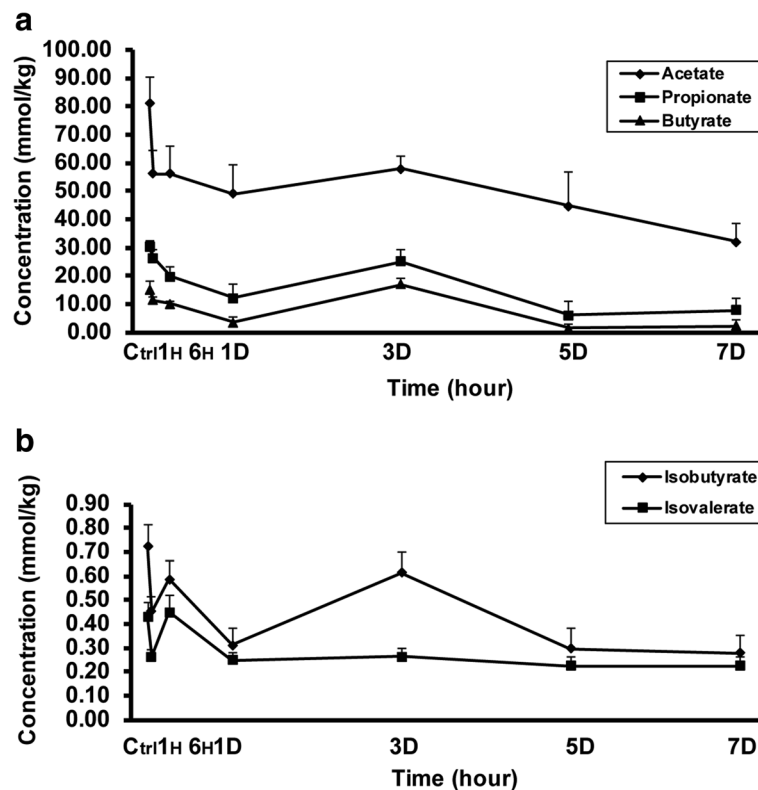 a
100.00
90.00
80.00
70.00
60.00
50.00
40.00
30.00
20.00
10.00
0.00
Concentration (mmol/kg)
Acetate
Propionate
Butyrate
Ctrl1H 6H 1D 3D 5D 7D
Time (hour)
b
0.90
0.80
0.70
0.60
0.50
0.40
0.30
0.20
0.10
0.00
Concentration (mmol/kg)
Isobutyrate
Isovalerate
Ctrl1H 6H1D 3D 5D 7D
Time (hour)